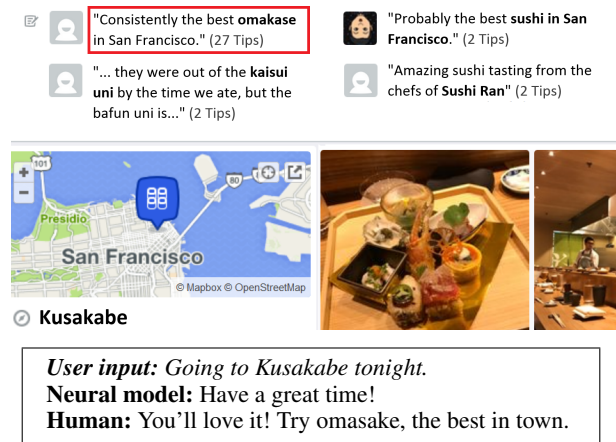 "Consistently the best omakase
in San Francisco." (27 Tips)
"... they were out of the kaisui
uni by the time we ate, but the
bafun uni is..." (2 Tips)
"Probably the best sushi in San
Francisco." (2 Tips)
"Amazing sushi tasting from the
chefs of Sushi Ran" (2 Tips)
101
80
+
−
Presidio
San Francisco
© Mapbox © OpenStreetMap
Kusakabe
User input: Going to Kusakabe tonight.
Neural model: Have a great time!
Human: You'll love it! Try omasake, the best in town.